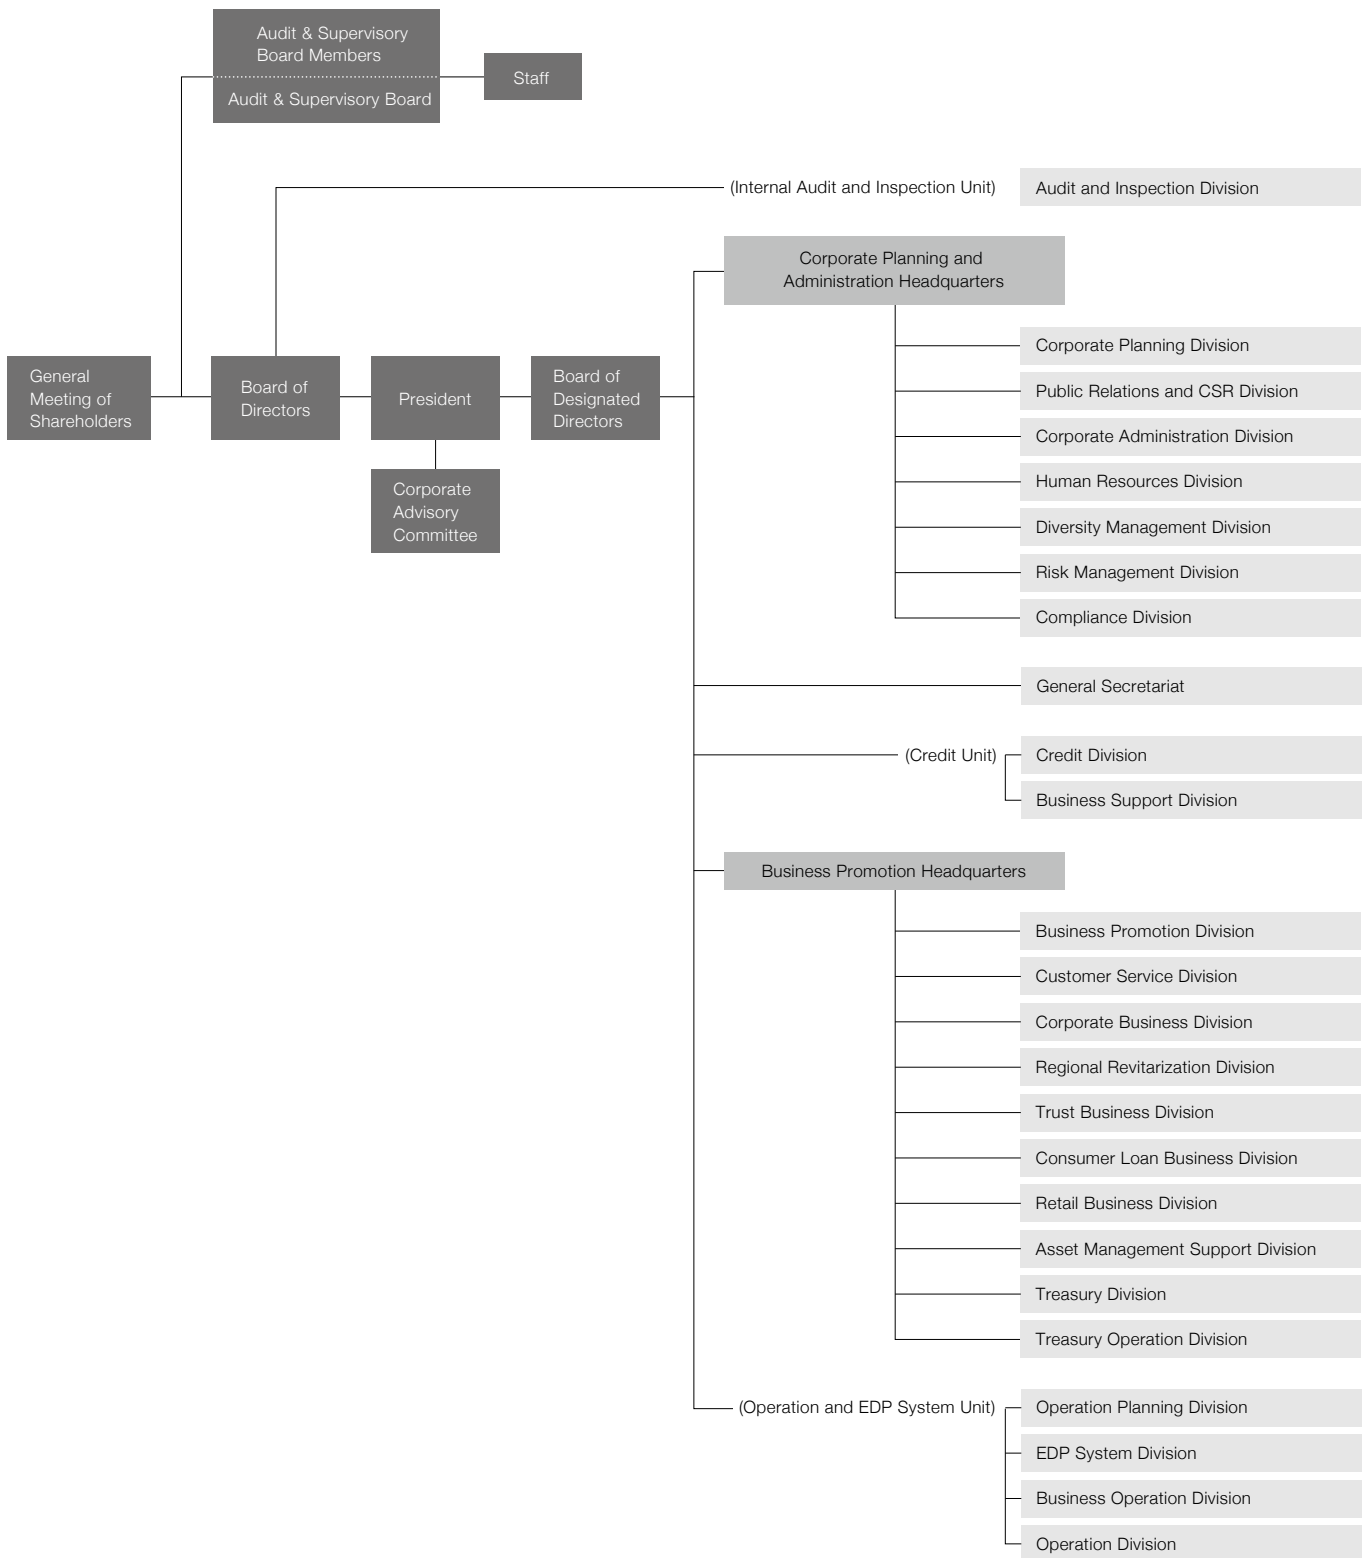 Audit & Supervisory
Board Members
Audit & Supervisory Board
Staff
(Internal Audit and Inspection Unit)
Audit and Inspection Division
Corporate Planning and
Administration Headquarters
General
Meeting of
Shareholders
Board of
Directors
President
Board of
Designated
Directors
Corporate
Advisory
Committee
Corporate Planning Division
Public Relations and CSR Division
Corporate Administration Division
Human Resources Division
Diversity Management Division
Risk Management Division
Compliance Division
General Secretariat
(Credit Unit)
Credit Division
Business Support Division
Business Promotion Headquarters
Business Promotion Division
Customer Service Division
Corporate Business Division
Regional Revitarization Division
Trust Business Division
Consumer Loan Business Division
Retail Business Division
Asset Management Support Division
Treasury Division
Treasury Operation Division
(Operation and EDP System Unit)
Operation Planning Division
EDP System Division
Business Operation Division
Operation Division